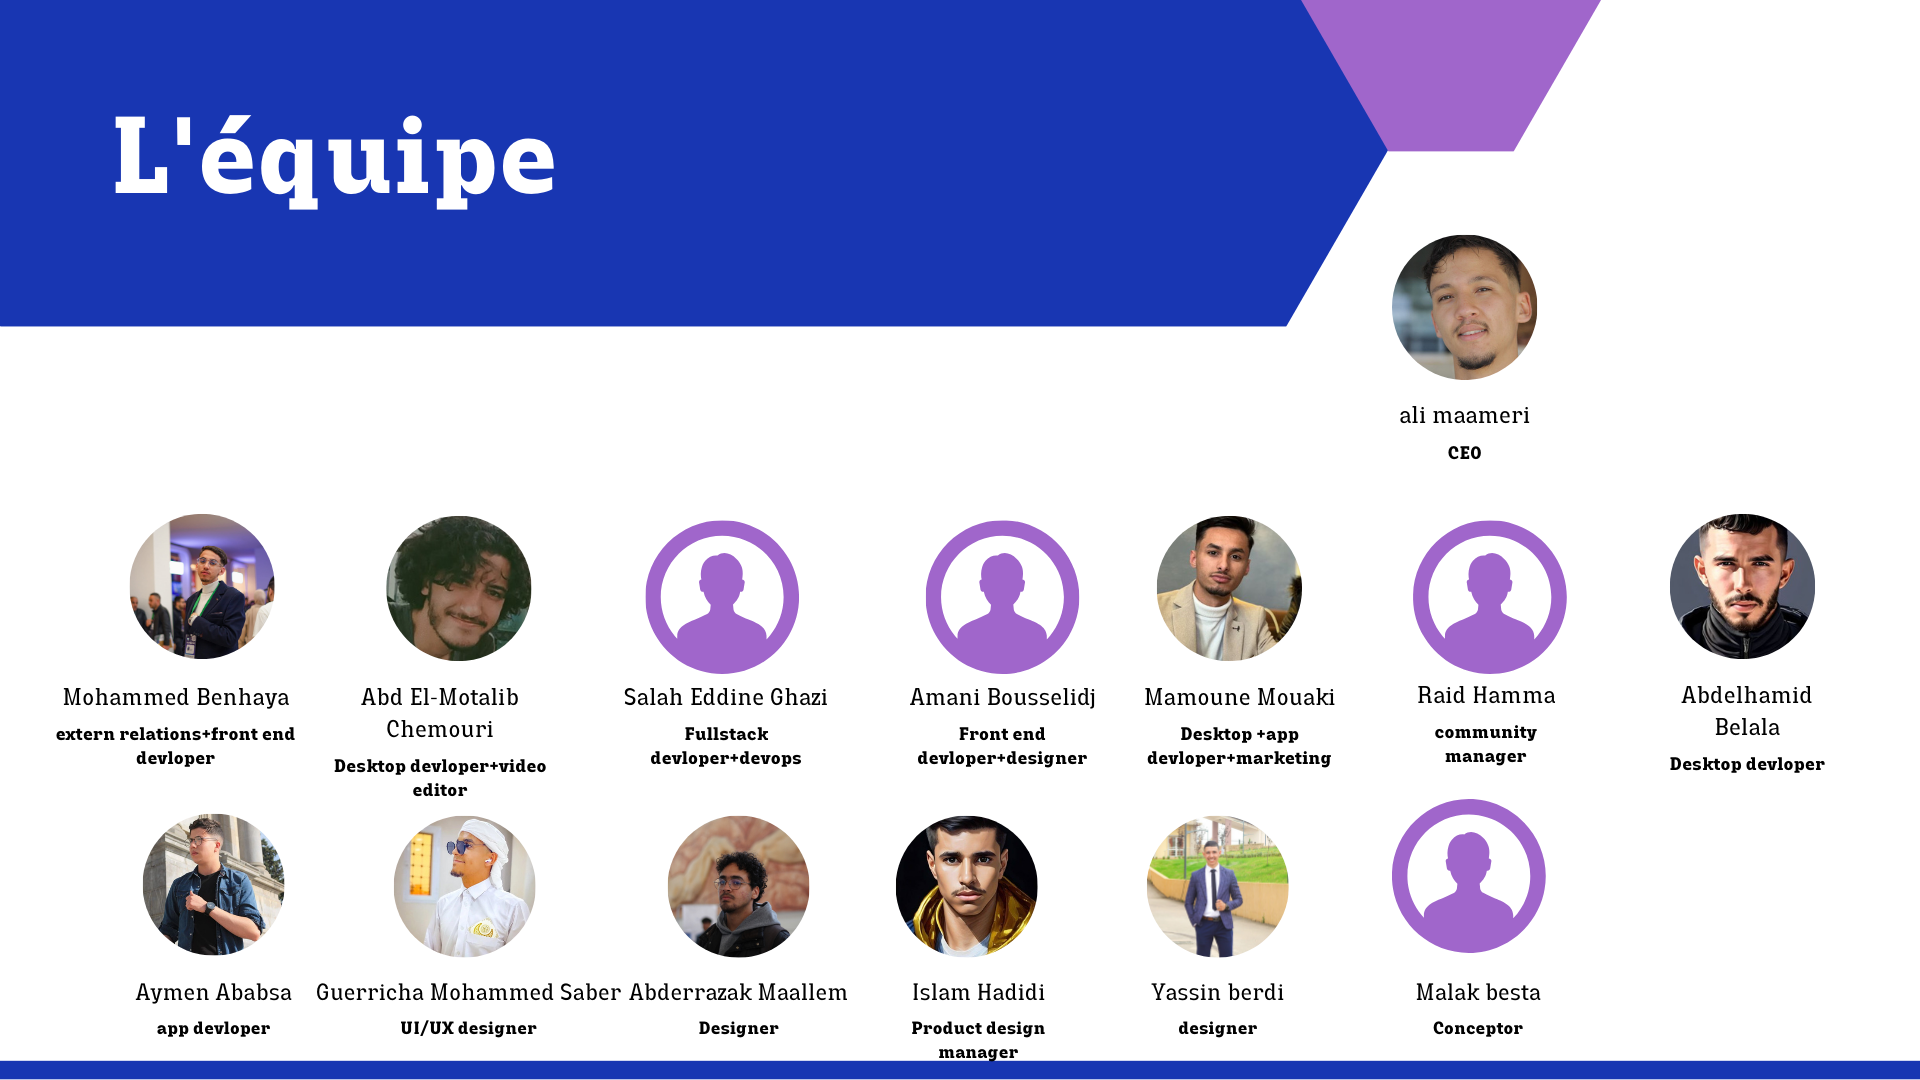 L'équipe
ali maameri
CEO
Mohammed Benhaya
extern relations+front end
devloper
Abd El-Motalib
Chemouri
Desktop devloper+video
editor
Salah Eddine Ghazi
Fullstack
devloper+devops
Amani Bousselidj
Front end
devloper+designer
Mamoune Mouaki
Desktop +app
devloper+marketing
Raid Hamma
community
manager
Abdelhamid
Belala
Desktop devloper
Aymen Ababsa
app devloper
Guerricha Mohammed Saber
UI/UX designer
Abderrazak Maallem
Designer
Islam Hadidi
Product design
manager
Yassin berdi
designer
Malak besta
Conceptor